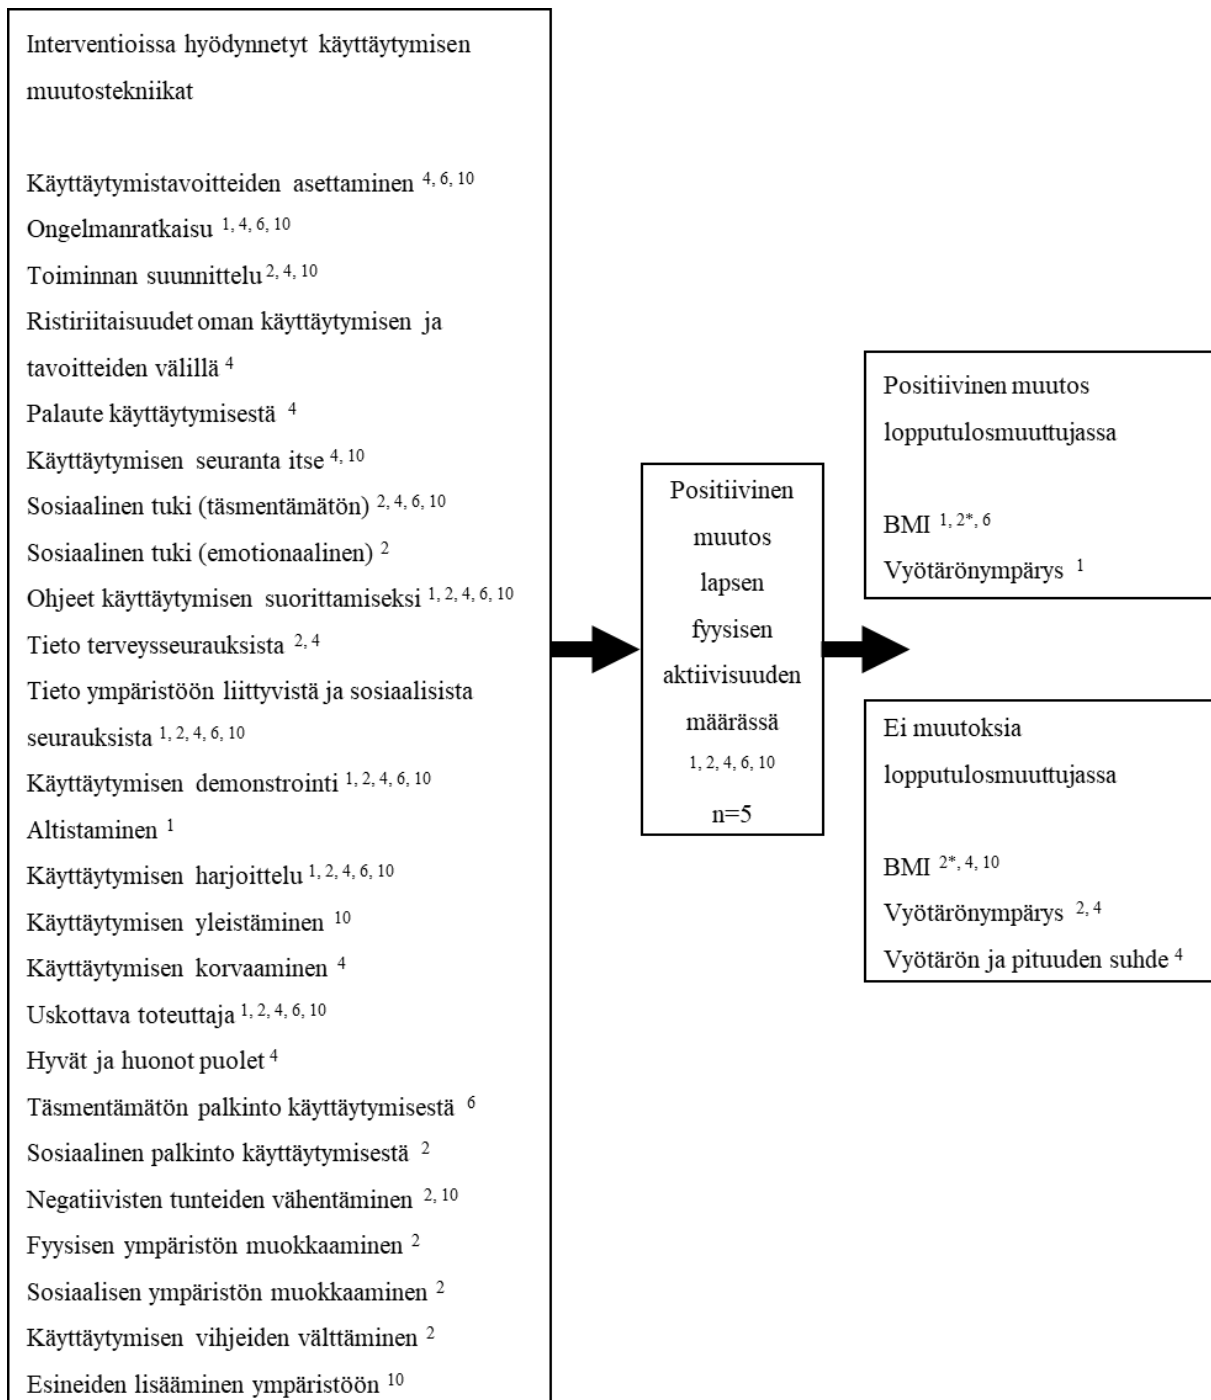 Interventioissa hyödynnetyt käyttäytymisen
muutostekniikat
Käyttäytymistavoitteiden asettaminen 4, 6, 10
Ongelmanratkaisu 1, 4, 6, 10
Toiminnan suunnittelu 2, 4, 10
Ristiriitaisuudet oman käyttäytymisen ja
tavoitteiden välillä 4
Palaute käyttäytymisestä 4
Käyttäytymisen seuranta itse 4, 10
Sosiaalinen tuki (täsmentämätön) 2, 4, 6, 10
Sosiaalinen tuki (emotionaalinen) 2
Ohjeet käyttäytymisen suorittamiseksi 1, 2, 4, 6, 10
Tieto terveysseurauksista 2, 4
Tieto ympäristöön liittyvistä ja sosiaalisista
seurauksista 1, 2, 4, 6, 10
Käyttäytymisen demonstrointi 1, 2, 4, 6, 10
Altistaminen 1
Käyttäytymisen harjoittelu 1, 2, 4, 6, 10
Käyttäytymisen yleistäminen 10
Käyttäytymisen korvaaminen 4
Uskottava toteuttaja 1, 2, 4, 6, 10
Hyvät ja huonot puolet 4
Täsmentämätön palkinto käyttäytymisestä 6
Sosiaalinen palkinto käyttäytymisestä 2
Negatiivisten tunteiden vähentäminen 2, 10
Fyysisen ympäristön muokkaaminen 2
Sosiaalisen ympäristön muokkaaminen 2
Käyttäytymisen vihjeiden välttäminen 2
Esineiden lisääminen ympäristöön 10
Positiivinen
muutos
lapsen
fyysisen
aktiivisuuden
määrässä
1, 2, 4, 6, 10
n=5
Positiivinen muutos
lopputulosmuuttujassa
BMI 1, 2*, 6
Vyötärönympärys 1
Ei muutoksia
lopputulosmuuttujassa
BMI 2*, 4, 10
Vyötärönympärys 2, 4
Vyötärön ja pituuden suhde 4